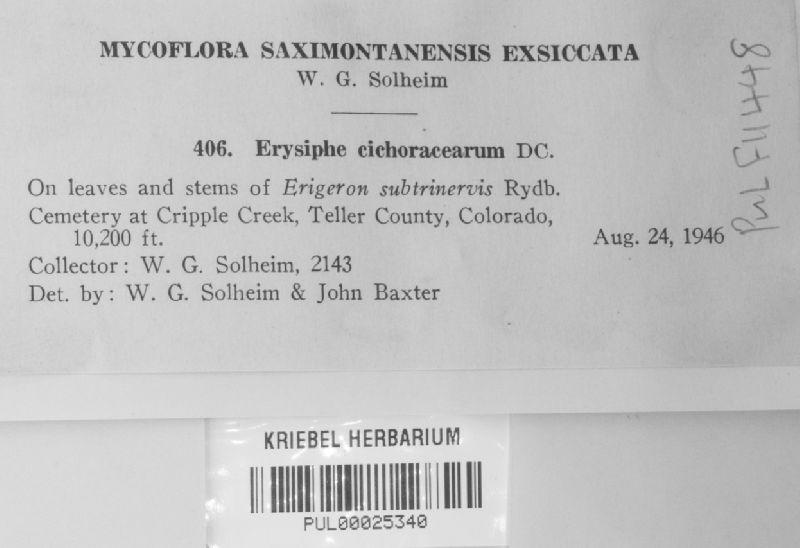 MYCOFLORA SAXIMONTANENSIS EXSICCATA
W. G. Solheim
406. Erysiphe cichoracearum DC.
On leaves and stems of Erigeron subtrinervis Rydb.
Cemetery at Cripple Creek, Teller County, Colorado,
10,200 ft. Aug. 24, 1946
Collector: W. G. Solheim, 2143
Det. by: W. G. Solheim & John Baxter
KRIEBEL HERBARIUM
PUL00025340